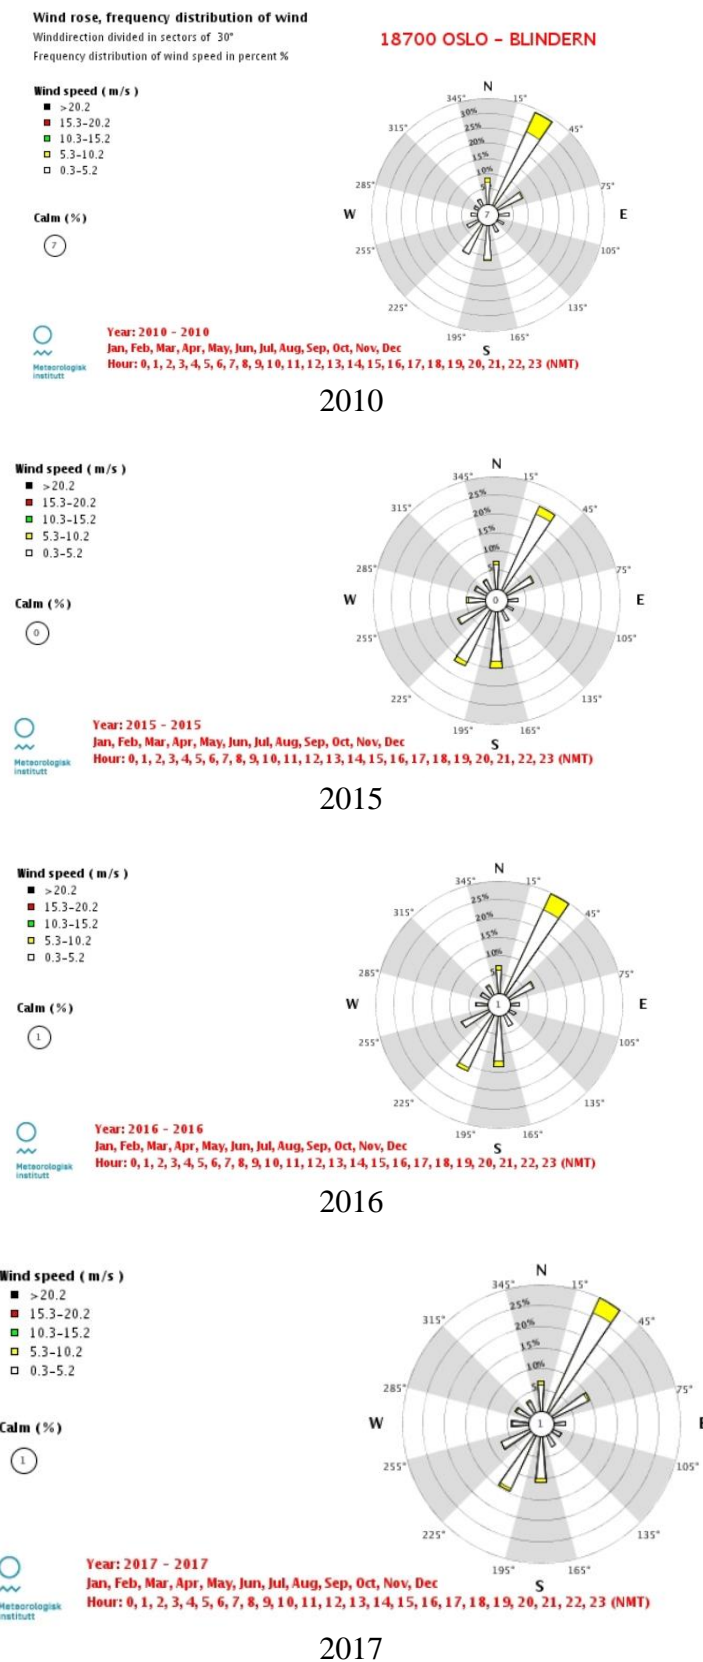 Wind rose, frequency distribution of wind
Winddirection divided in sectors of 30°
Frequency distribution of wind speed in percent %
18700 OSLO - BLINDERN
Wind speed (m/s)
>20.2
15.3-20.2
10.3-15.2
5.3-10.2
0.3-5.2
Calm (%)
7
N
345° 15°
315° 45°
30%
25%
20%
15%
10%
285° 75°
W 7 E
255° 105°
225° 135°
195° 165°
S
Meteorologisk
institutt
Year: 2010 - 2010
Jan, Feb, Mar, Apr, May, Jun, Jul, Aug, Sep, Oct, Nov, Dec
Hour: 0, 1, 2, 3, 4, 5, 6, 7, 8, 9, 10, 11, 12, 13, 14, 15, 16, 17, 18, 19, 20, 21, 22, 23 (NMT)
2010
Wind speed (m/s)
>20.2
15.3-20.2
10.3-15.2
5.3-10.2
0.3-5.2
Calm (%)
0
N
345° 15°
315° 45°
25%
20%
15%
10%
285° 75°
W 0 E
255° 105°
225° 135°
195° 165°
S
Meteorologisk
institutt
Year: 2015 - 2015
Jan, Feb, Mar, Apr, May, Jun, Jul, Aug, Sep, Oct, Nov, Dec
Hour: 0, 1, 2, 3, 4, 5, 6, 7, 8, 9, 10, 11, 12, 13, 14, 15, 16, 17, 18, 19, 20, 21, 22, 23 (NMT)
2015
Wind speed (m/s)
>20.2
15.3-20.2
10.3-15.2
5.3-10.2
0.3-5.2
Calm (%)
1
N
345° 15°
315° 45°
25%
20%
15%
10%
285° 75°
W 1 E
255° 105°
225° 135°
195° 165°
S
Meteorologisk
institutt
Year: 2016 - 2016
Jan, Feb, Mar, Apr, May, Jun, Jul, Aug, Sep, Oct, Nov, Dec
Hour: 0, 1, 2, 3, 4, 5, 6, 7, 8, 9, 10, 11, 12, 13, 14, 15, 16, 17, 18, 19, 20, 21, 22, 23 (NMT)
2016
Wind speed (m/s)
>20.2
15.3-20.2
10.3-15.2
5.3-10.2
0.3-5.2
Calm (%)
1
N
345° 15°
315° 45°
25%
20%
15%
10%
285° 75°
W 1 E
255° 105°
225° 135°
195° 165°
S
Meteorologisk
institutt
Year: 2017 - 2017
Jan, Feb, Mar, Apr, May, Jun, Jul, Aug, Sep, Oct, Nov, Dec
Hour: 0, 1, 2, 3, 4, 5, 6, 7, 8, 9, 10, 11, 12, 13, 14, 15, 16, 17, 18, 19, 20, 21, 22, 23 (NMT)
2017